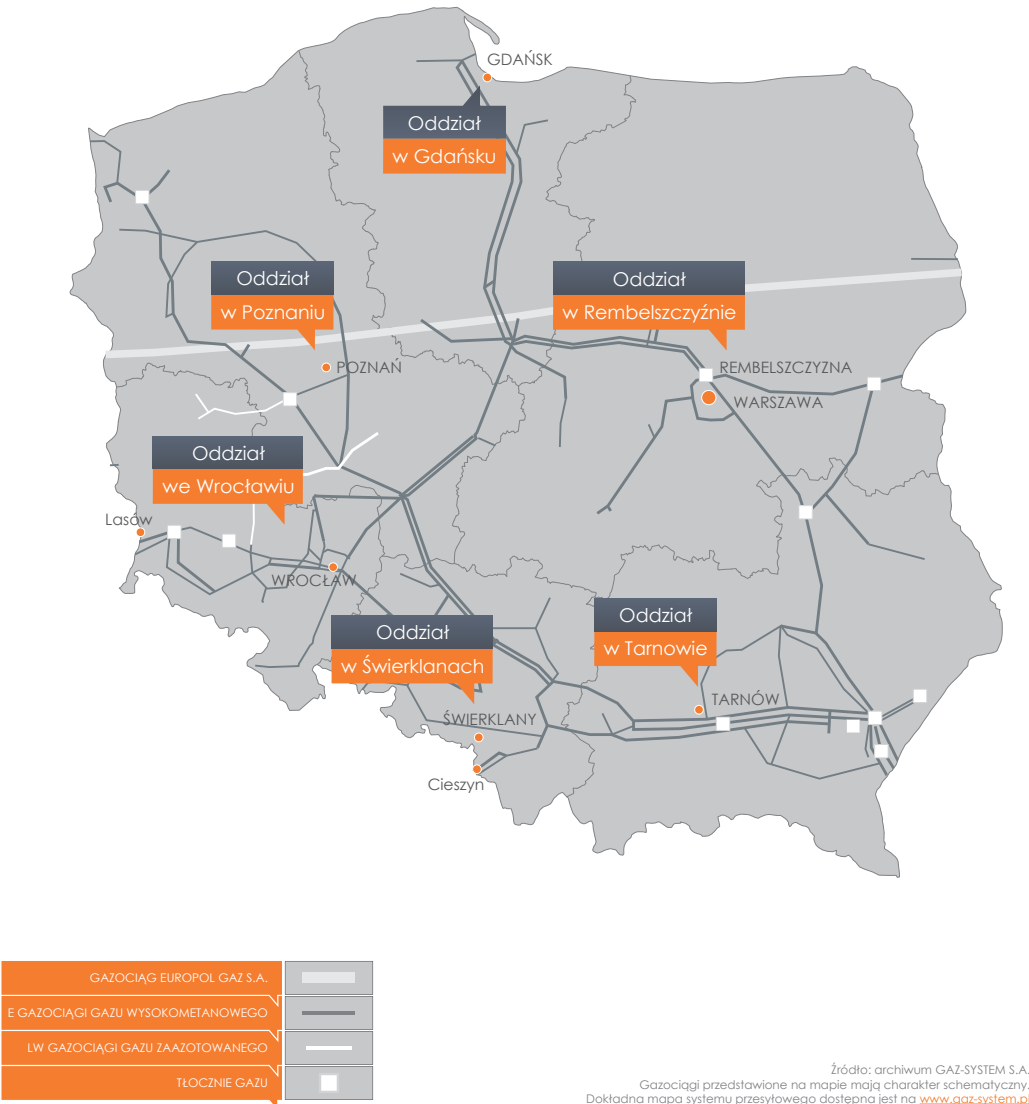 GDAŃSK
Oddział
w Gdańsku
Oddział
w Poznaniu
Oddział
w Rembelszczyźnie
POZNAŃ
REMBELSZCZYZNA
WARSZAWA
Oddział
we Wrocławiu
Lasów
WROCŁAW
Oddział
w Świerklanach
Oddział
w Tarnowie
TARNÓW
ŚWIERKLANY
Cieszyn
GAZOCIĄG EUROPOL GAZ S.A.
E GAZOCIĄGI GAZU WYSOKOMETANOWEGO
LW GAZOCIĄGI GAZU ZAAZOTOWANEGO
TŁOCZNIE GAZU
Źródło: archiwum GAZ-SYSTEM S.A.
Gazociągi przedstawione na mapie mają charakter schematyczny.
Dokładna mapa systemu przesyłowego dostępna jest na www.gaz-system.pl